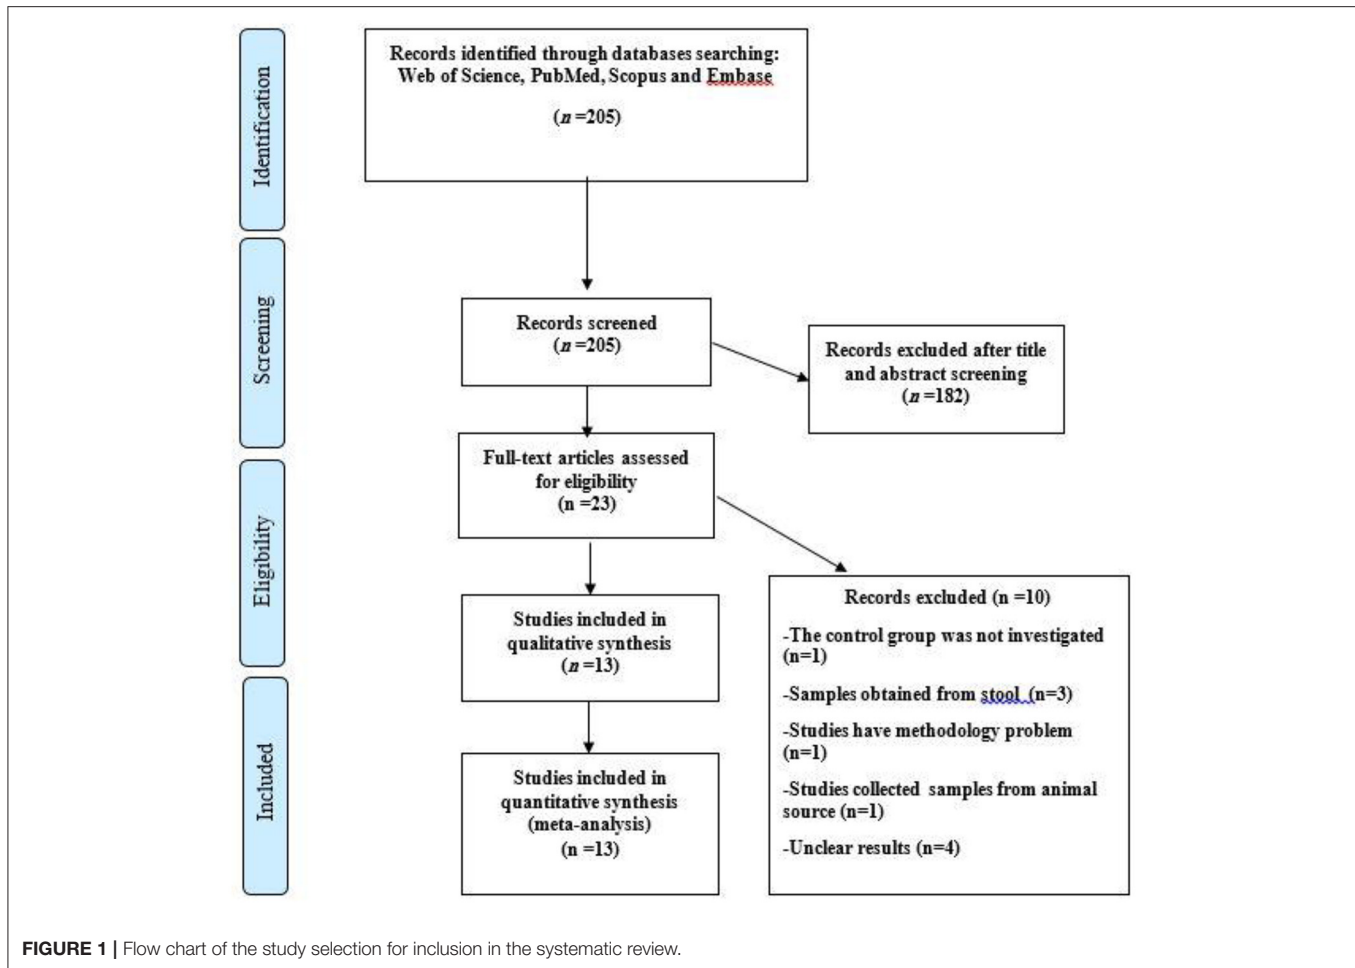 Identification
Records identified through databases searching:
Web of Science, PubMed, Scopus and Embase
(n =205)
Screening
Records screened
(n =205)
Records excluded after title
and abstract screening
(n =182)
Eligibility
Full-text articles assessed
for eligibility
(n =23)
Records excluded (n =10)
-The control group was not investigated
(n=1)
-Samples obtained from stool (n=3)
-Studies have methodology problem
(n=1)
-Studies collected samples from animal
source (n=1)
-Unclear results (n=4)
Studies included in
qualitative synthesis
(n =13)
Included
Studies included in
quantitative synthesis
(meta-analysis)
(n =13)
FIGURE 1 | Flow chart of the study selection for inclusion in the systematic review.